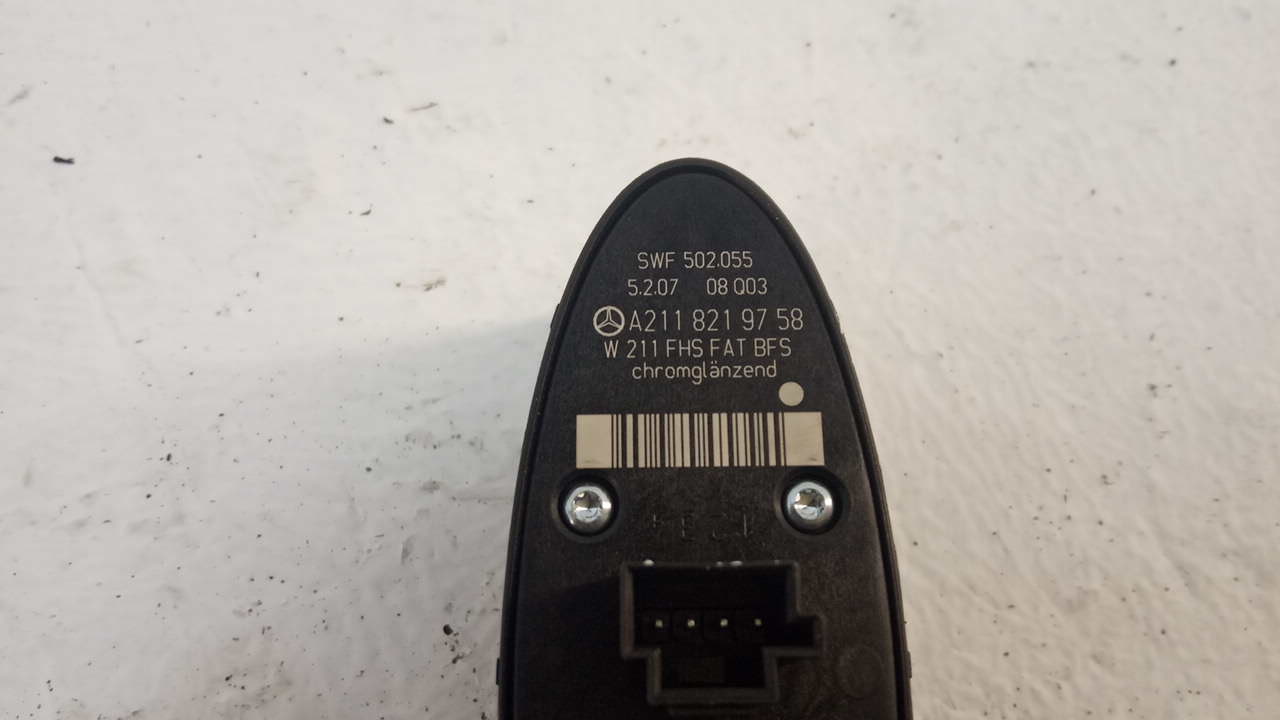 SWF 502.055
5.2.07 08 Q03
A211 821 97 58
W 211 FHS FAT BFS
chromglänzend